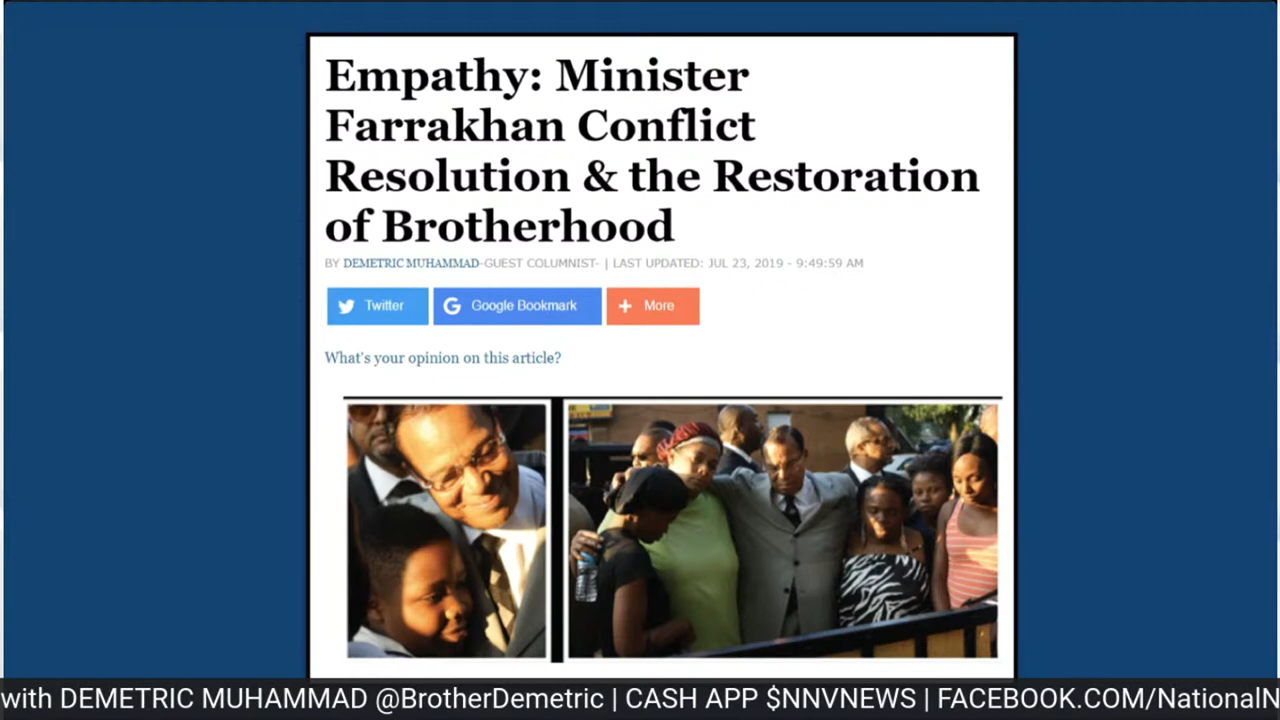 Empathy: Minister
Farrakhan Conflict
Resolution & the Restoration
of Brotherhood
BY DEMETRIC MUHAMMAD-GUEST COLUMNIST- | LAST UPDATED: JUL 23, 2019 - 9:49:59 AM
Twitter Google Bookmark More
What's your opinion on this article?
with DEMETRIC MUHAMMAD @BrotherDemetric | CASH APP $NNVNEWS | FACEBOOK.COM/NationalN